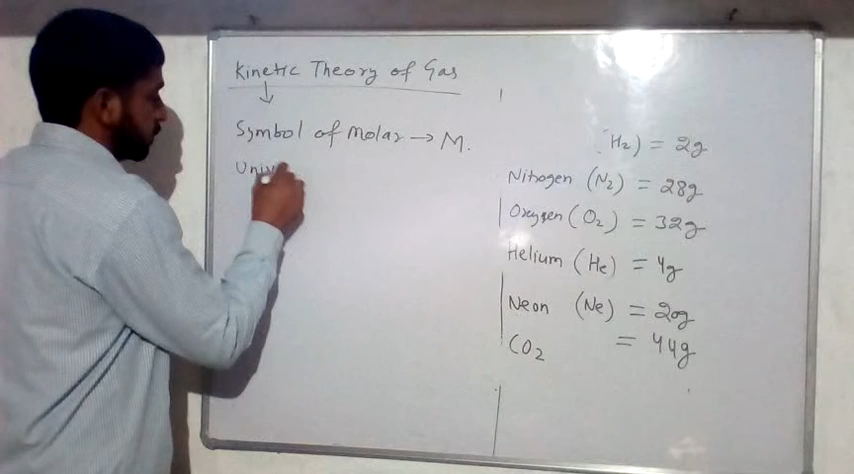 Kinetic Theory of Gas
Symbol of Molar → M.
Univ
H₂) = 2g
Nitrogen (N₂) = 28g
Oxygen (O₂) = 32g
Helium (He) = 4g
Neon (Ne) = 20g
CO₂ = 44g